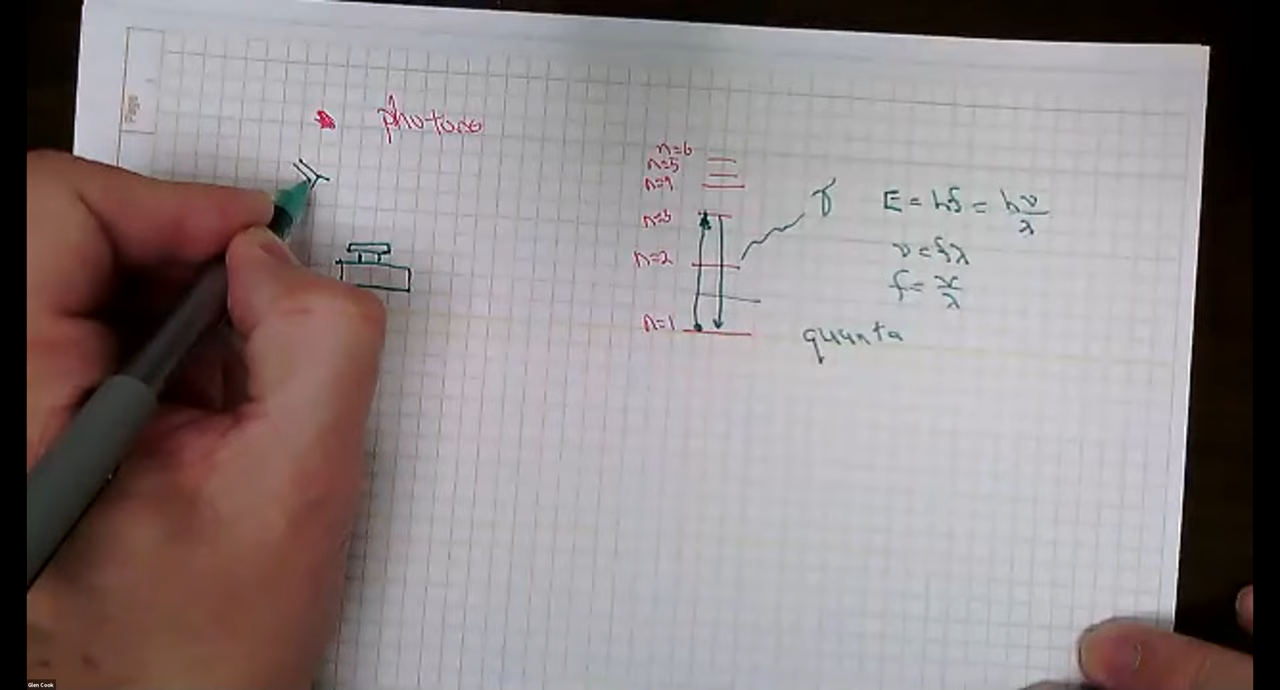 photons
n=6
n=5
n=4
n=3
n=2
n=1
γ
E = hf = hv/λ
v = fλ
f = v/λ
quanta
Glen Cook